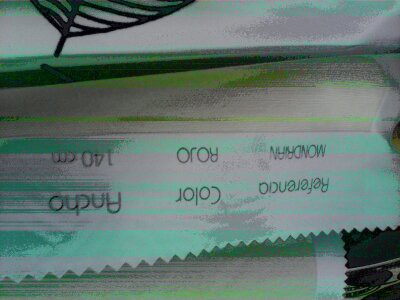 Referencia Color Ancho
MONDRIAN ROJO 140 cm